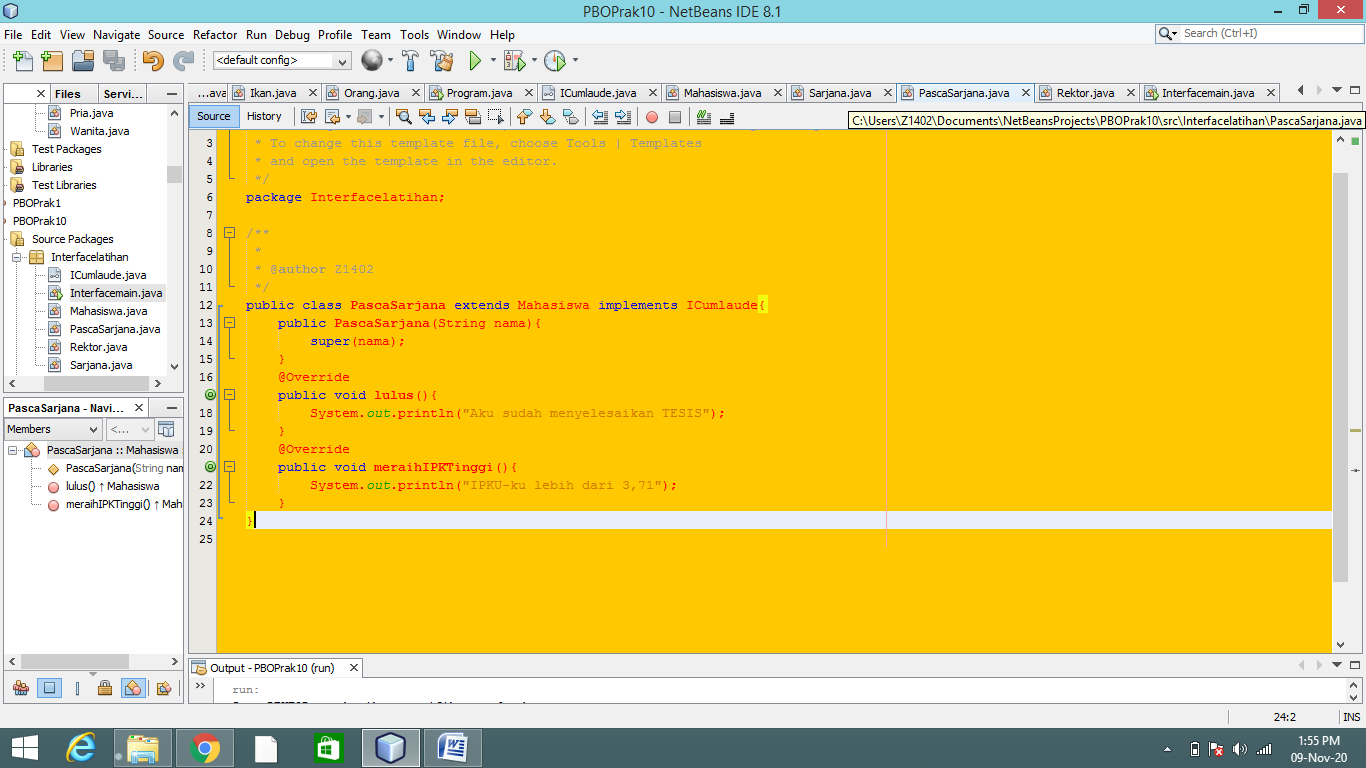 PBOPrak10 - NetBeans IDE 8.1
File Edit View Navigate Source Refactor Run Debug Profile Team Tools Window Help
Search (Ctrl+I)
<default config>
Files Servi...
...ava Ikan.java Orang.java Program.java ICumlaude.java Mahasiswa.java Sarjana.java PascaSarjana.java Rektor.java Interfacemain.java
Source History
C:\Users\Z1402\Documents\NetBeansProjects\PBOPrak10\src\Interfacelatihan\PascaSarjana.java
Pria.java
Wanita.java
Test Packages
Libraries
Test Libraries
PBOPrak1
PBOPrak10
Source Packages
Interfacelatihan
ICumlaude.java
Interfacemain.java
Mahasiswa.java
PascaSarjana.java
Rektor.java
Sarjana.java
3 * To change this template file, choose Tools | Templates
4 * and open the template in the editor.
5 */
6 package Interfacelatihan;
7
8 /**
9 *
10 * @author Z1402
11 */
12 public class PascaSarjana extends Mahasiswa implements ICumlaude{
13 public PascaSarjana(String nama){
14 super(nama);
15 }
16 @Override
public void lulus(){
18 System.out.println("Aku sudah menyelesaikan TESIS");
19 }
20 @Override
public void meraihIPKTinggi(){
22 System.out.println("IPKU-ku lebih dari 3,71");
23 }
24 }
25
PascaSarjana - Navi...
Members <...
PascaSarjana :: Mahasiswa
PascaSarjana(String nam
lulus() ↑ Mahasiswa
meraihIPKTinggi() ↑ Mah
Output - PBOPrak10 (run)
run:
24:2 INS
1:55 PM
09-Nov-20